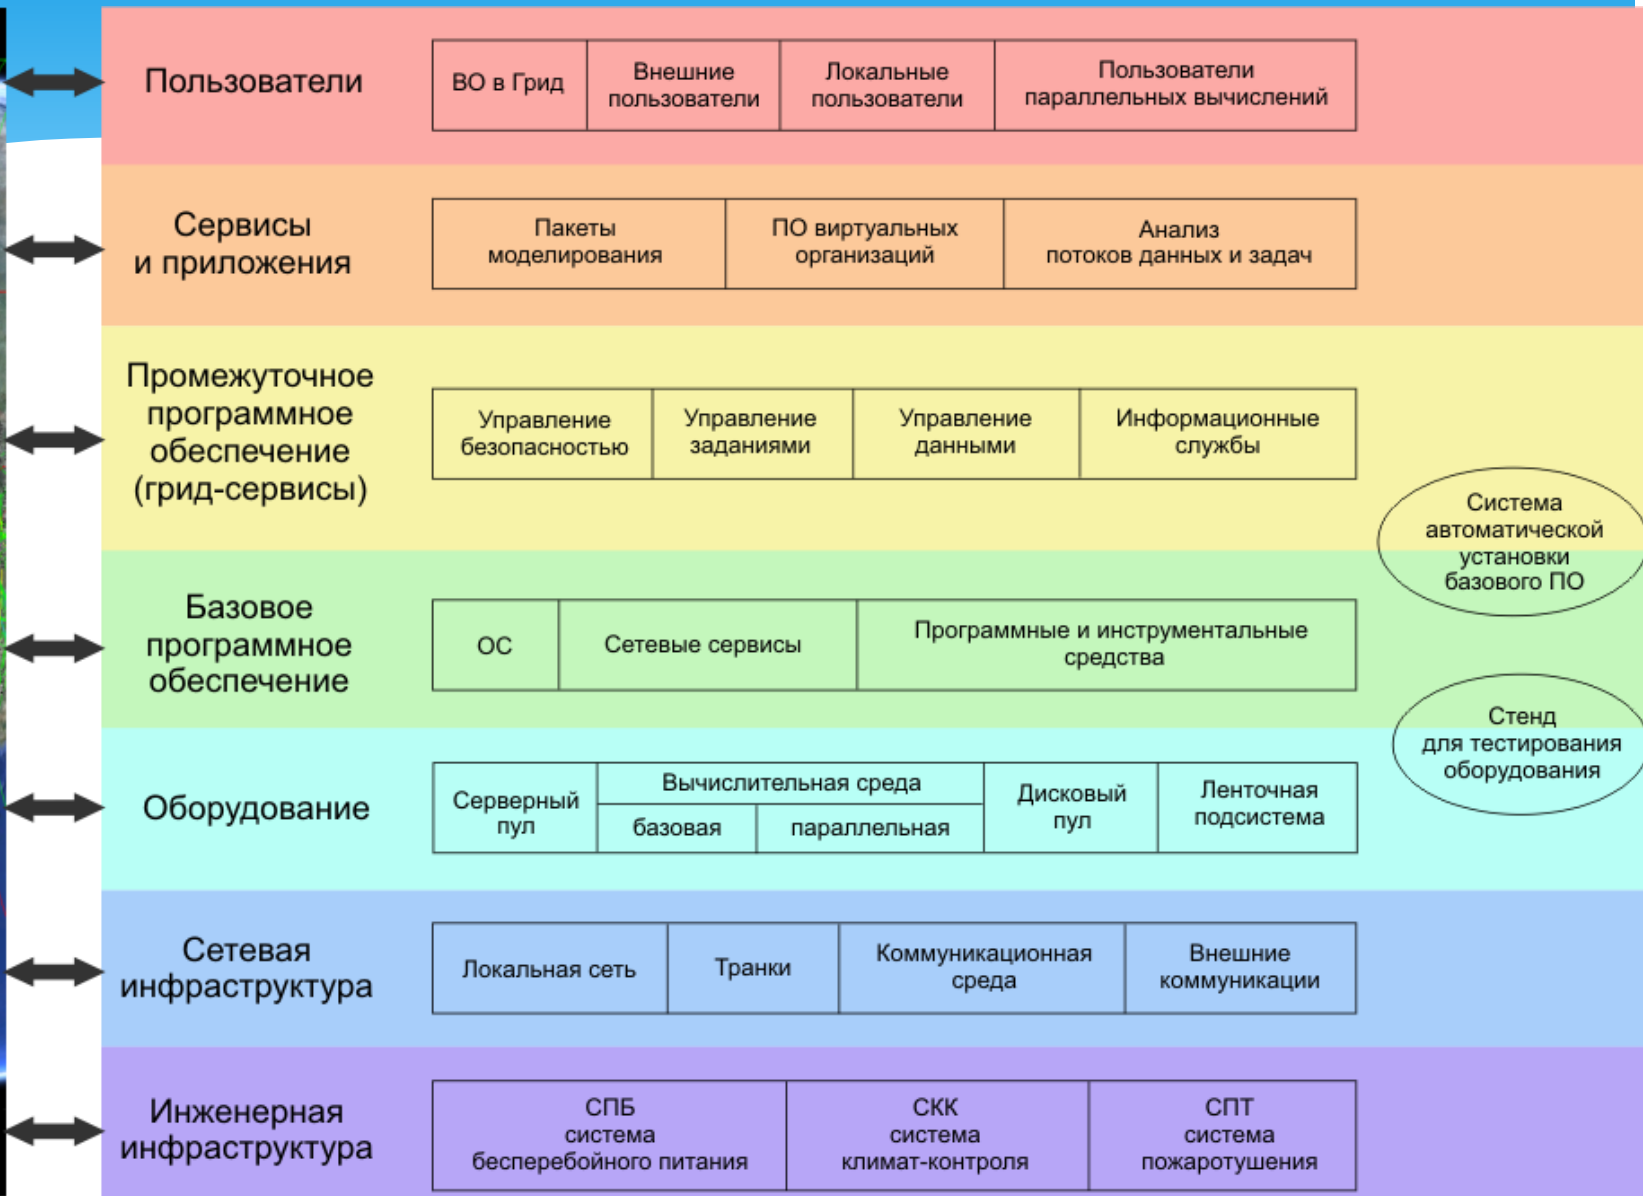 Пользователи
ВО в Грид
Внешние
пользователи
Локальные
пользователи
Пользователи
параллельных вычислений
Сервисы
и приложения
Пакеты
моделирования
ПО виртуальных
организаций
Анализ
потоков данных и задач
Промежуточное
программное
обеспечение
(грид-сервисы)
Управление
безопасностью
Управление
заданиями
Управление
данными
Информационные
службы
Система
автоматической
установки
базового ПО
Базовое
программное
обеспечение
ОС
Сетевые сервисы
Программные и инструментальные
средства
Стенд
для тестирования
оборудования
Оборудование
Серверный
пул
Вычислительная среда
базовая
параллельная
Дисковый
пул
Ленточная
подсистема
Сетевая
инфраструктура
Локальная сеть
Транки
Коммуникационная
среда
Внешние
коммуникации
Инженерная
инфраструктура
СПБ
система
бесперебойного питания
СКК
система
климат-контроля
СПТ
система
пожаротушения